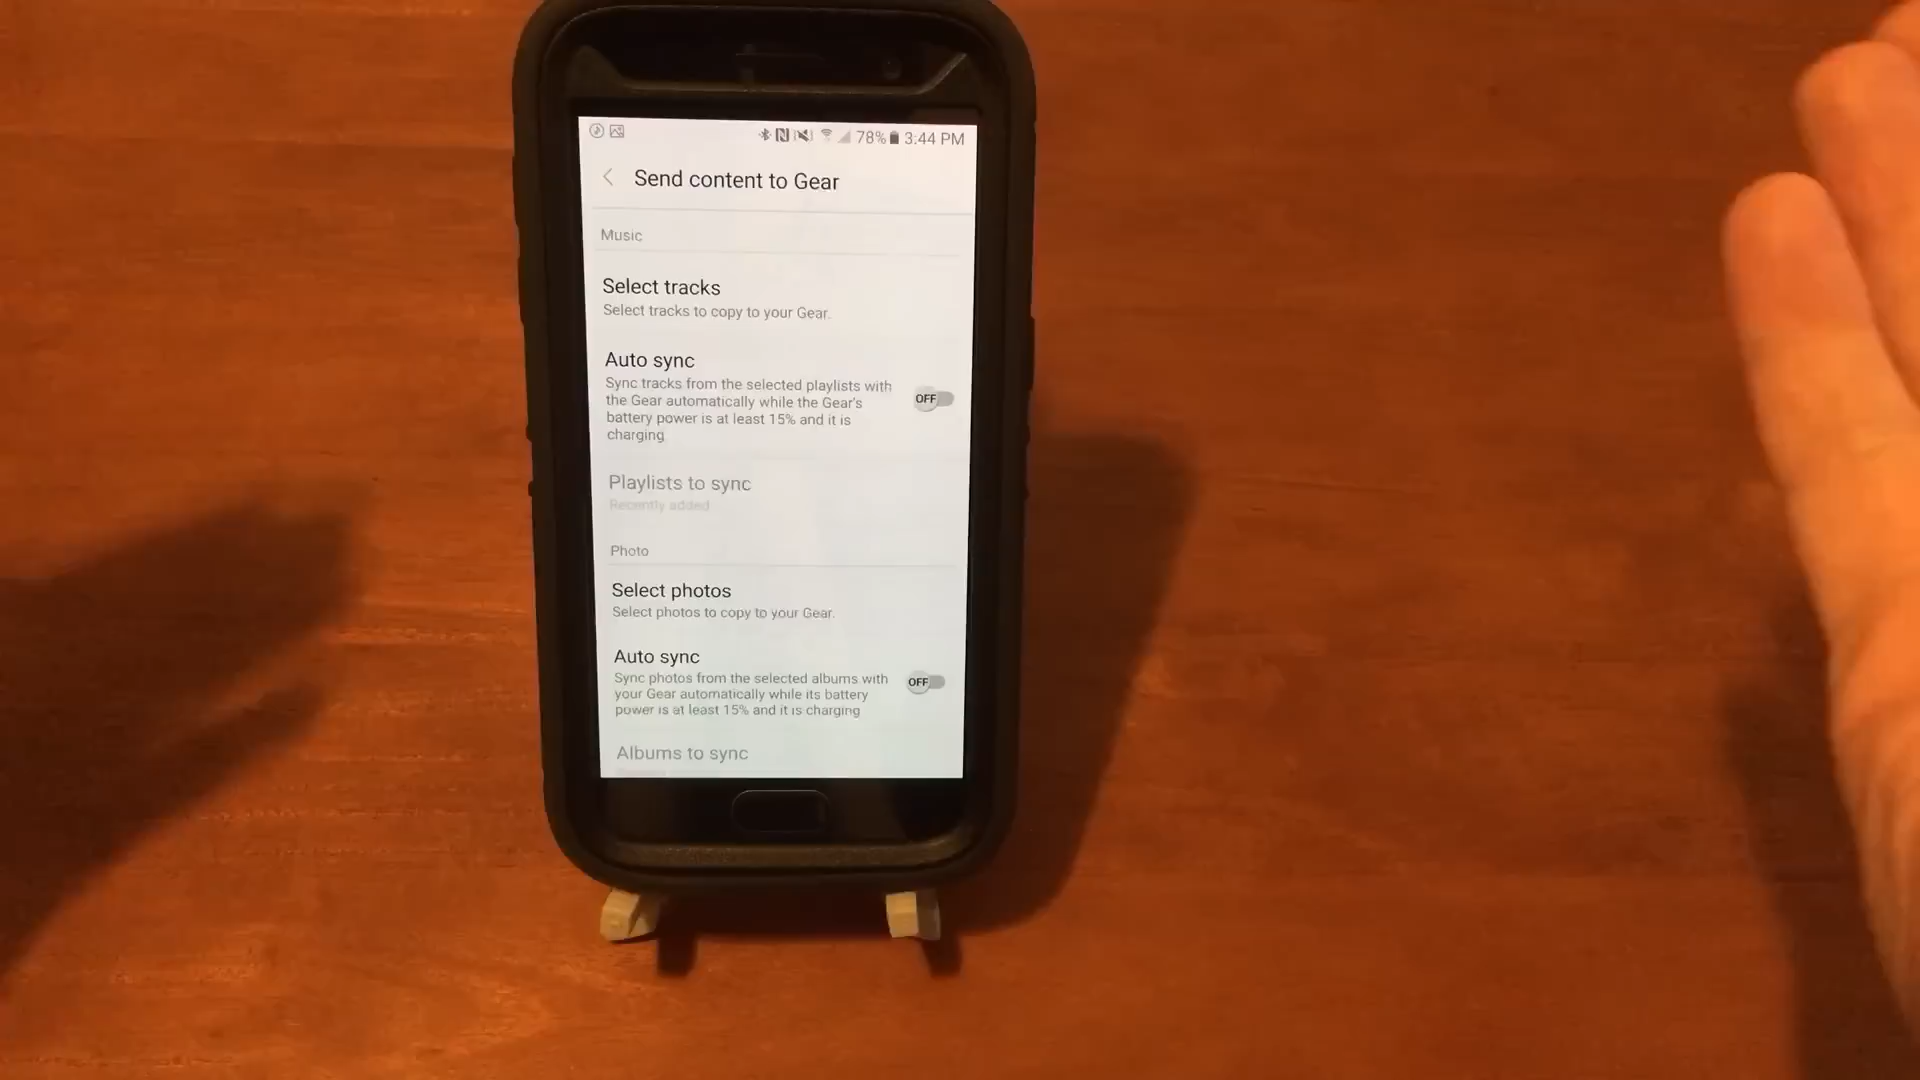 78% 3:44 PM
Send content to Gear
Music
Select tracks
Select tracks to copy to your Gear.
Auto sync
Sync tracks from the selected playlists with
the Gear automatically while the Gear's
battery power is at least 15% and it is
charging
OFF
Playlists to sync
Recently added
Photo
Select photos
Select photos to copy to your Gear.
Auto sync
Sync photos from the selected albums with
your Gear automatically while its battery
power is at least 15% and it is charging
OFF
Albums to sync